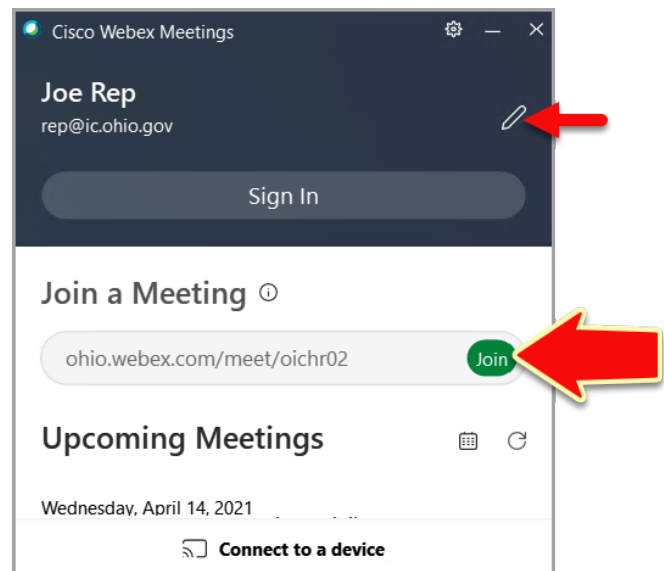 Cisco Webex Meetings
Joe Rep
rep@ic.ohio.gov
Sign In
Join a Meeting
ohio.webex.com/meet/oichr02 Join
Upcoming Meetings
Wednesday, April 14, 2021
Connect to a device